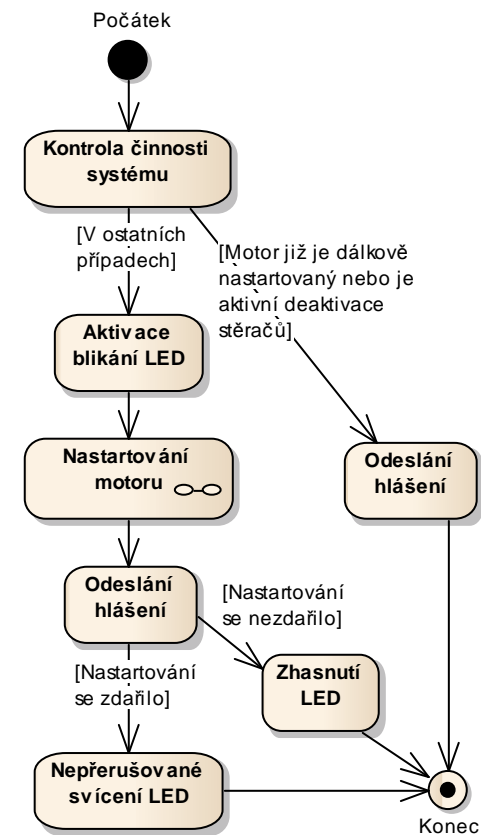 Počátek
Kontrola činnosti
systému
[V ostatních
případech]
[Motor již je dálkově
nastartovaný nebo je
aktivní deaktivace
stěračů]
Aktivace
blikání LED
Nastartování
motoru
Odeslání
hlášení
Odeslání
hlášení
[Nastartování
se nezdařilo]
[Nastartování
se zdařilo]
Zhasnutí
LED
Nepřerušované
svícení LED
Konec